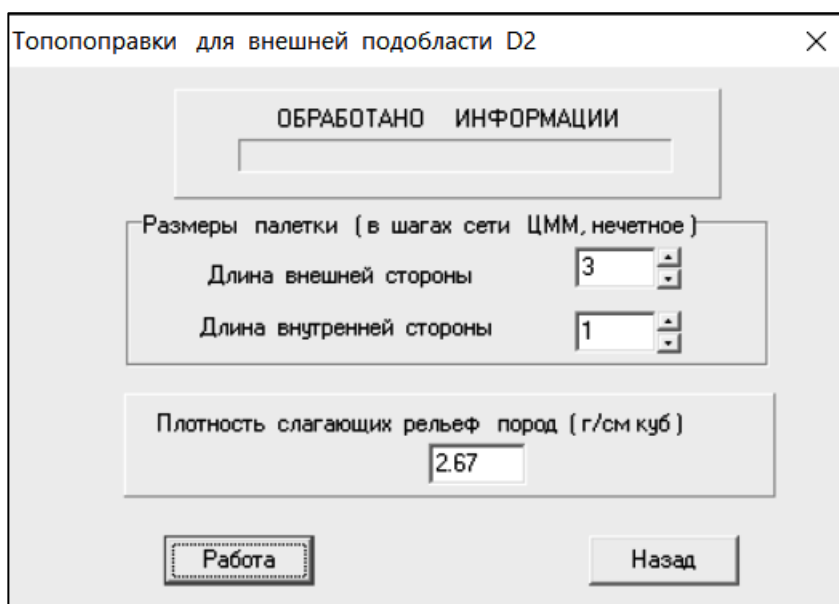 Топопоправки для внешней подобласти D2
ОБРАБОТАНО ИНФОРМАЦИИ
Размеры палетки (в шагах сети ЦММ, нечетное)
Длина внешней стороны 3
Длина внутренней стороны 1
Плотность слагающих рельеф пород (г/см куб)
2.67
Работа Назад